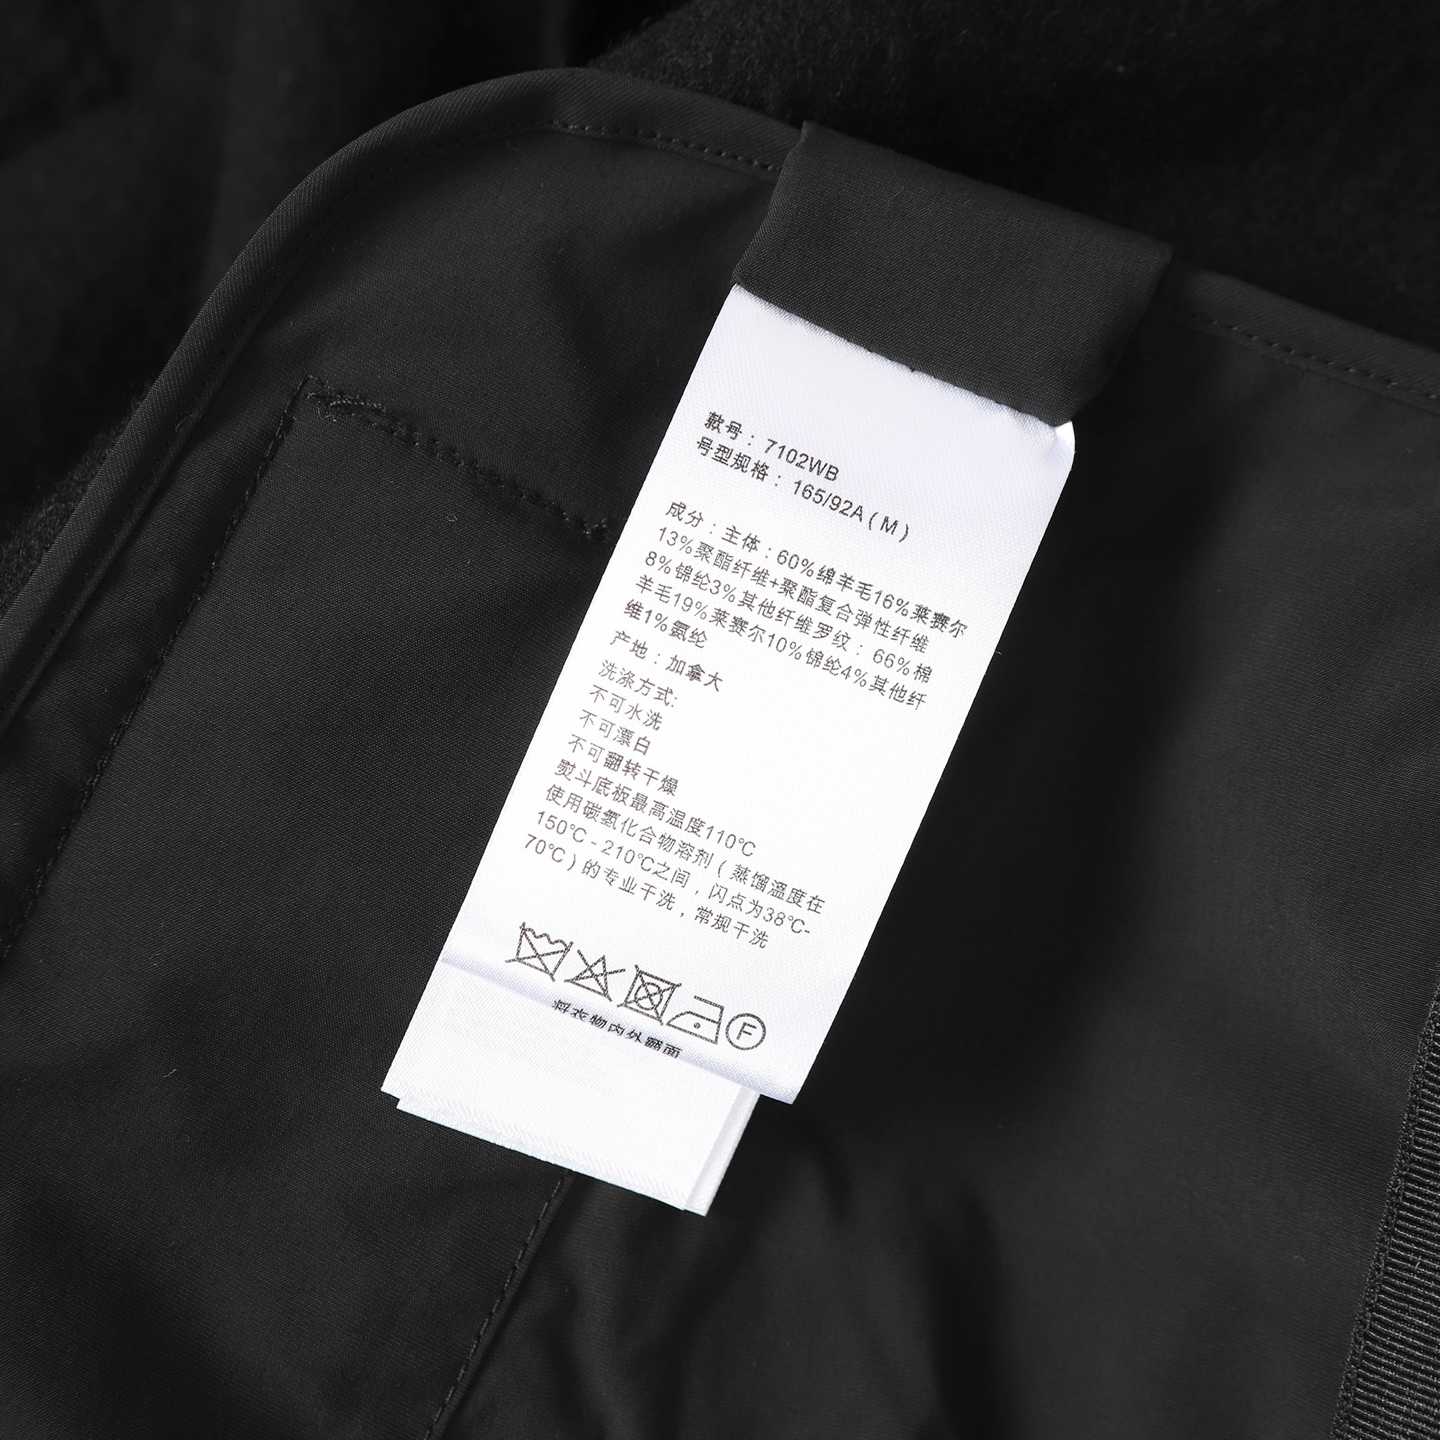 款号：7102WB
号型规格：165/92A ( M )
成分：主体：60%绵羊毛16%莱赛尔
13%聚酯纤维+聚酯复合弹性纤维
8%锦纶3%其他纤维罗纹：66%棉
羊毛19%莱赛尔10%锦纶4%其他纤
维1%氨纶
产地：加拿大
洗涤方式:
不可水洗
不可漂白
不可翻转干燥
熨斗底板最高温度110℃
使用碳氢化合物溶剂 ( 蒸馏温度在
150℃ - 210℃之间，闪点为38℃-
70℃ ) 的专业干洗，常规干洗
F
将衣物内外翻面